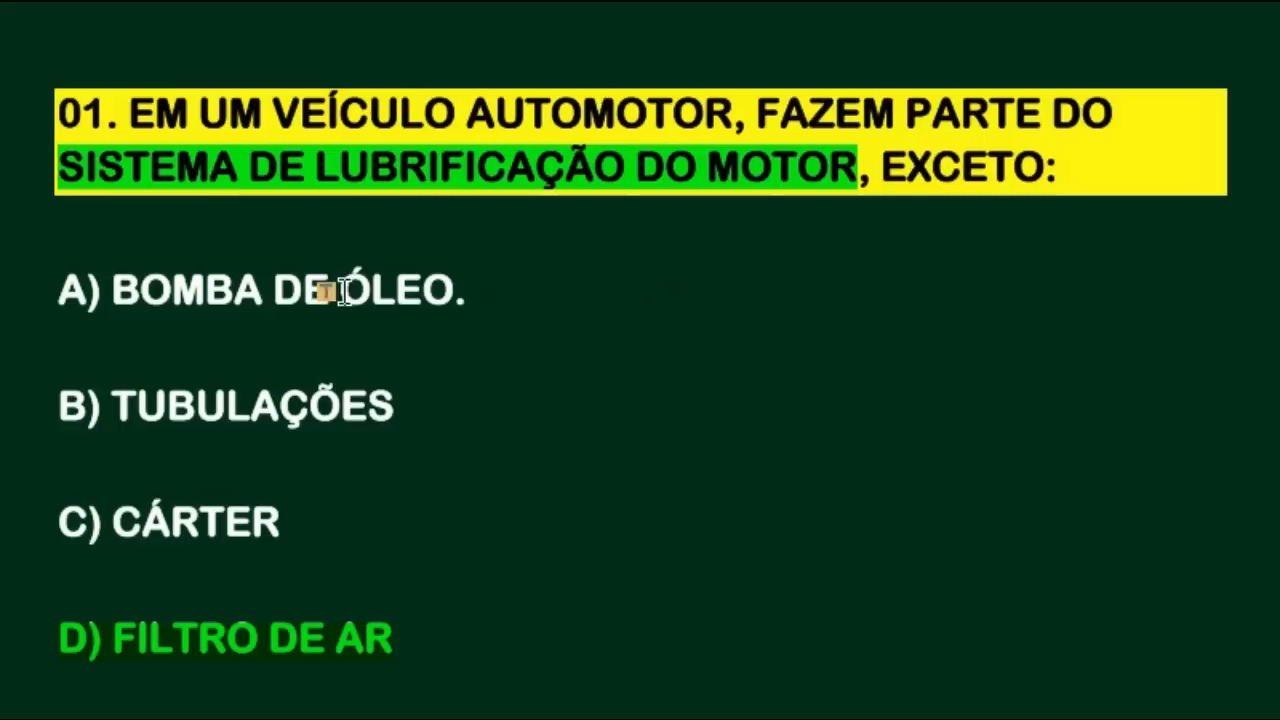 01. EM UM VEÍCULO AUTOMOTOR, FAZEM PARTE DO
SISTEMA DE LUBRIFICAÇÃO DO MOTOR, EXCETO:
A) BOMBA DE ÓLEO.
B) TUBULAÇÕES
C) CÁRTER
D) FILTRO DE AR